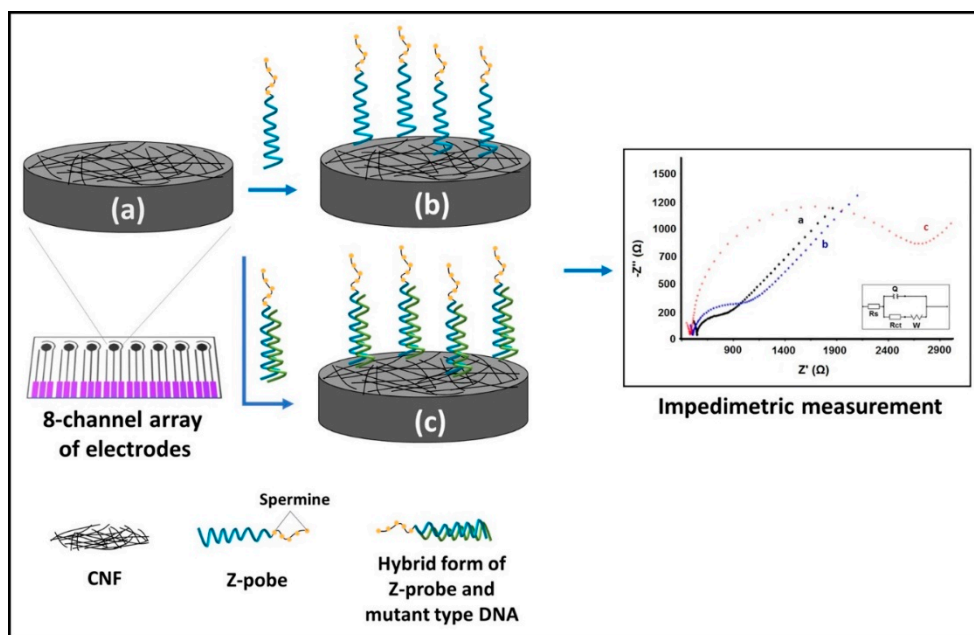 (a)
(b)
(c)
8-channel array
of electrodes
1500
1200
1000
700
500
200
0
-Z'' (Ω)
a
b
c
Q
Rs
Rct
W
900
1400
1900
2400
2900
Z' (Ω)
Impedimetric measurement
Spermine
CNF
Z-pobe
Hybrid form of
Z-probe and
mutant type DNA